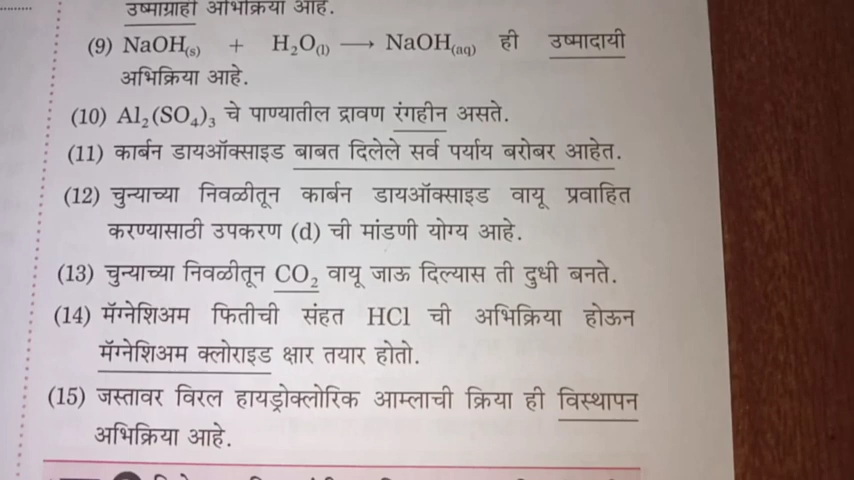 उष्माग्राही अभिक्रिया आहे.
(9) NaOH(s) + H₂O(l) ⟶ NaOH(aq) ही उष्मादायी
अभिक्रिया आहे.
(10) Al₂(SO₄)₃ चे पाण्यातील द्रावण रंगहीन असते.
(11) कार्बन डायऑक्साइड बाबत दिलेले सर्व पर्याय बरोबर आहेत.
(12) चुन्याच्या निवळीतून कार्बन डायऑक्साइड वायू प्रवाहित
करण्यासाठी उपकरण (d) ची मांडणी योग्य आहे.
(13) चुन्याच्या निवळीतून CO₂ वायू जाऊ दिल्यास ती दुधी बनते.
(14) मॅग्नेशिअम फितीची संहत HCl ची अभिक्रिया होऊन
मॅग्नेशिअम क्लोराइड क्षार तयार होतो.
(15) जस्तावर विरल हायड्रोक्लोरिक आम्लाची क्रिया ही विस्थापन
अभिक्रिया आहे.